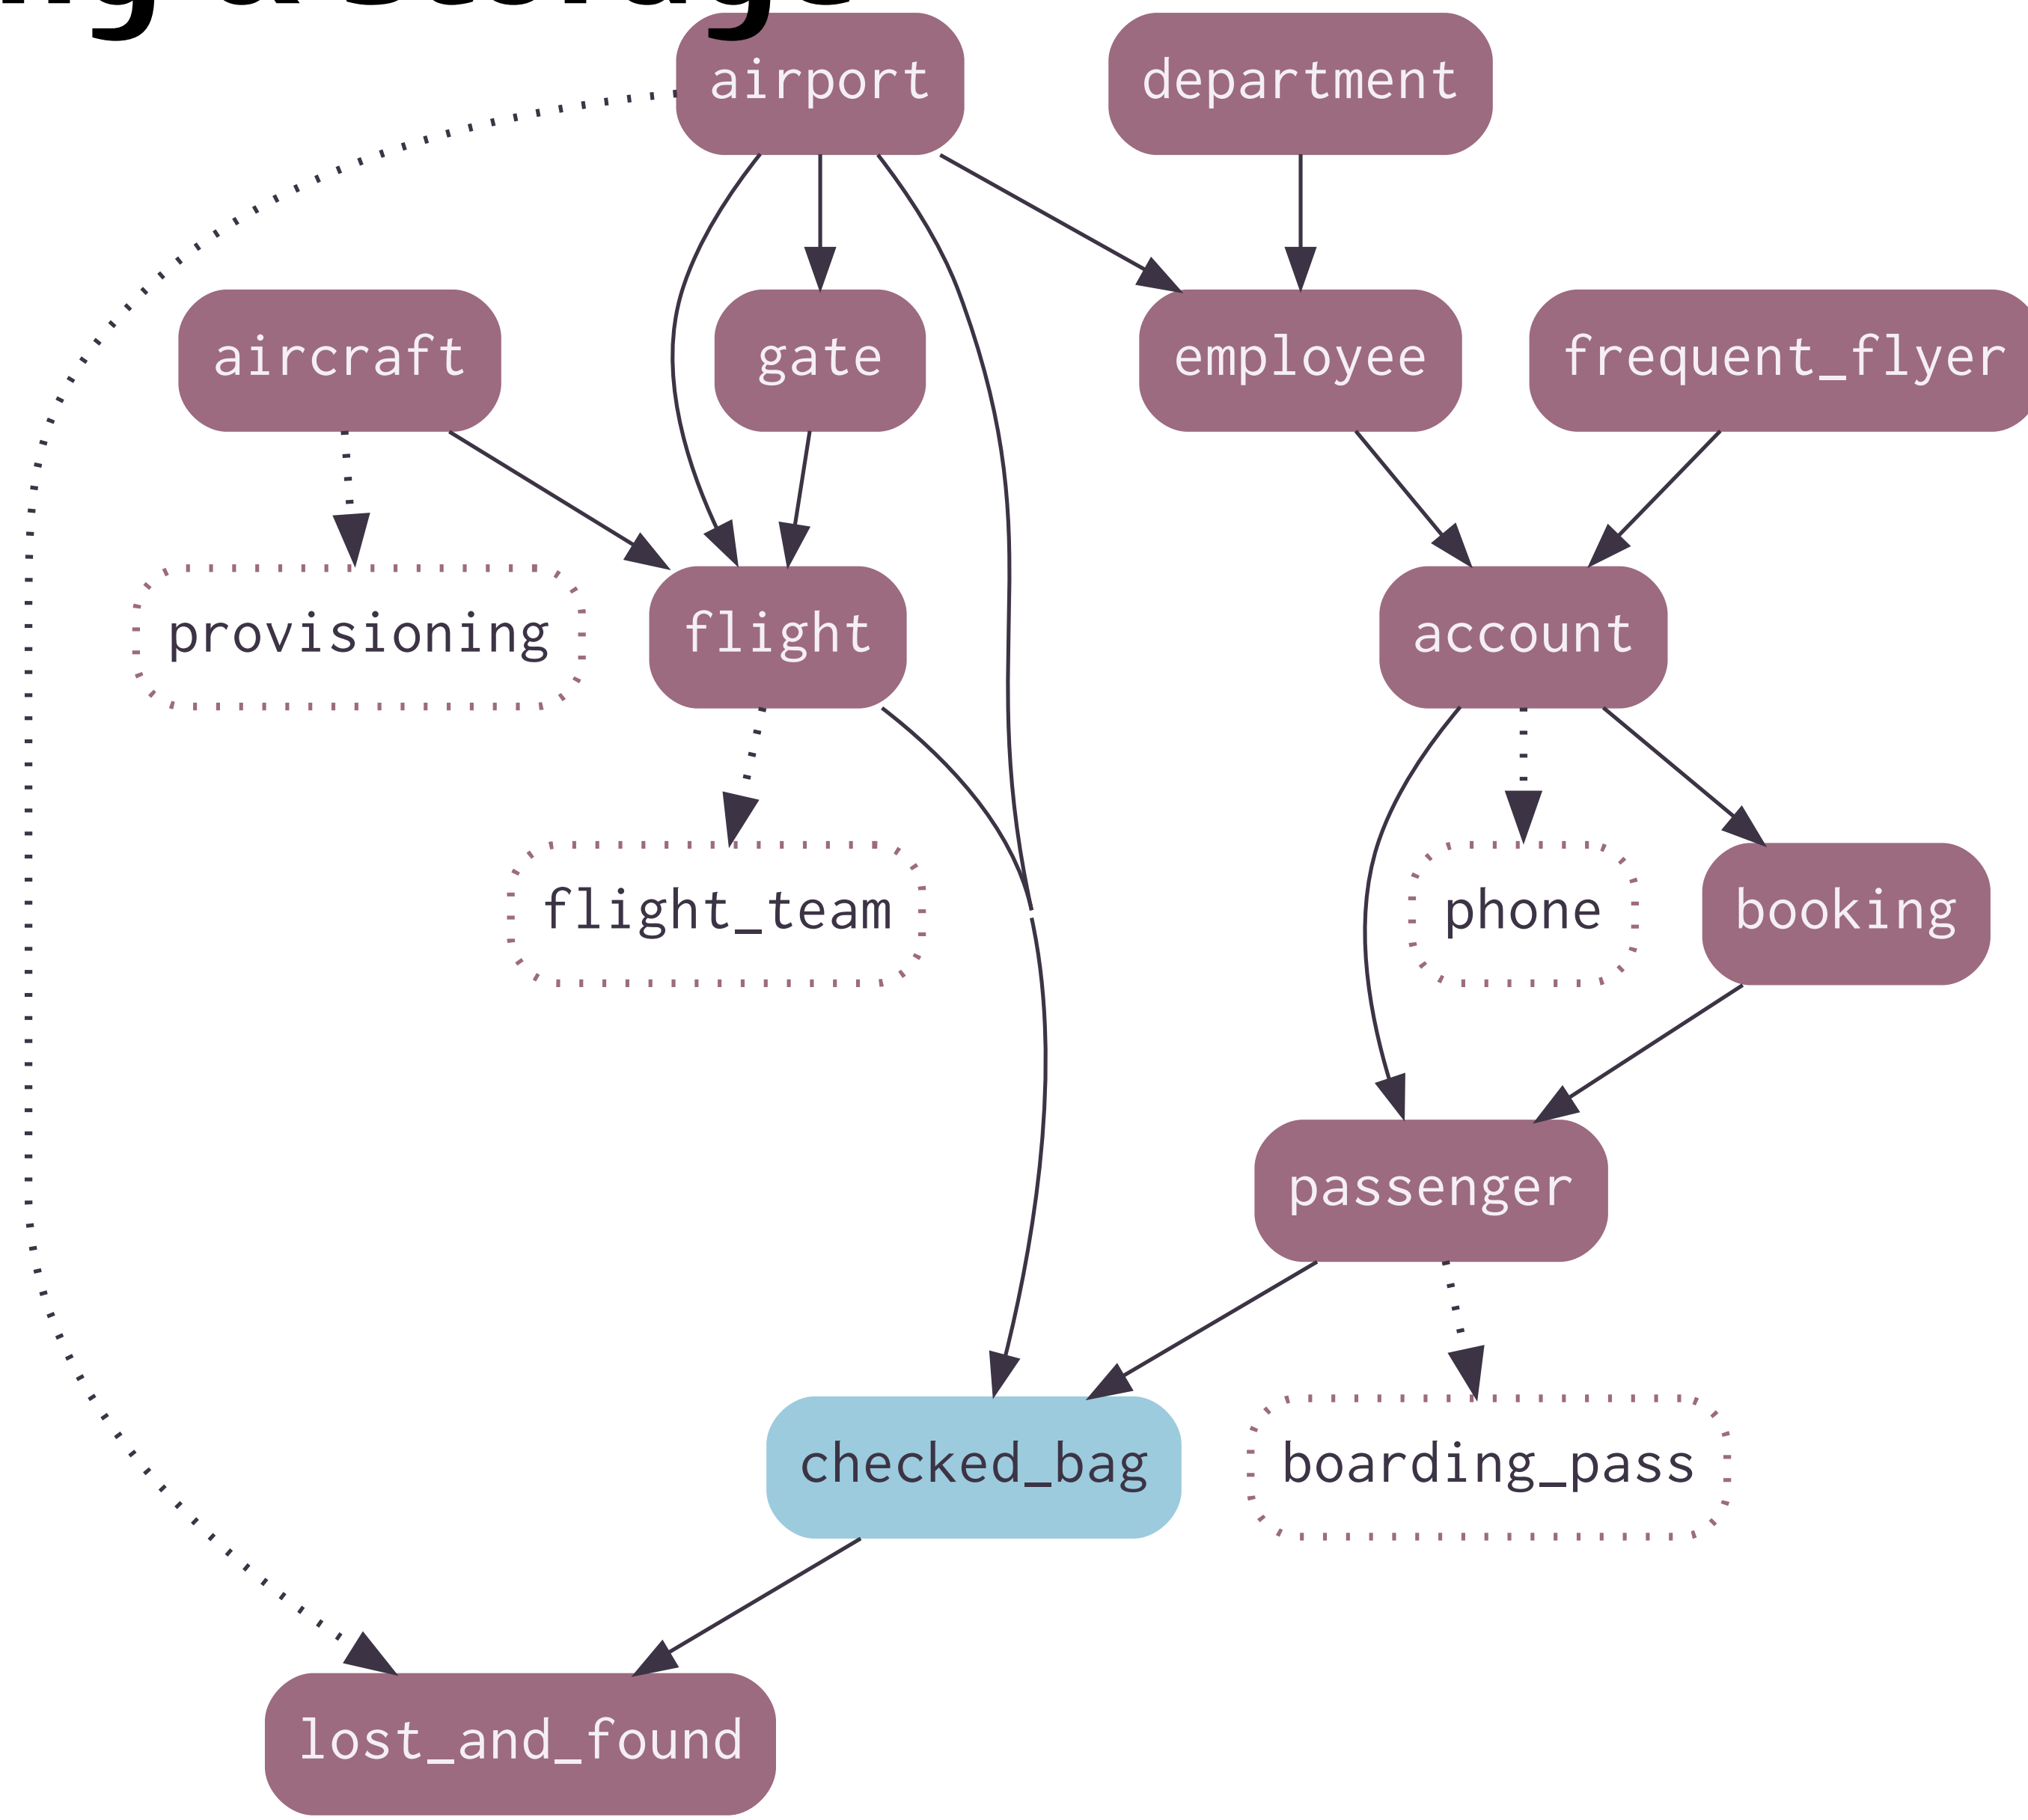 airport
department
aircraft
gate
employee
frequent_flyer
provisioning
flight
account
flight_team
phone
booking
passenger
checked_bag
boarding_pass
lost_and_found